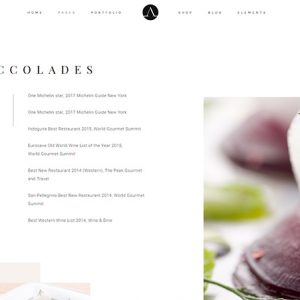 HOME PAGES PORTFOLIO SHOP BLOG ELEMENTS
CCOLADES
One Michelin star, 2017 Michelin Guide New York
One Michelin star, 2017 Michelin Guide New York
Indogute Best Restaurant 2015, World Gourmet Summit
Eurocave Old World Wine List of the Year 2015,
World Gourmet Summit
Best New Restaurant 2014 (Western), The Peak Gourmet
and Travel
San Pellegrino Best New Restaurant 2014, World Gourmet
Summit
Best Western Wine List 2014, Wine & Dine